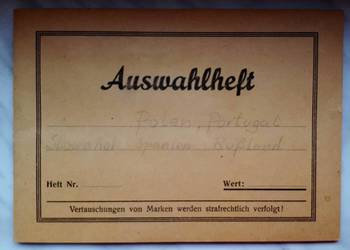 Auswahlheft
Polen, Portugal
Spanien Rußland
Heft Nr. Wert:
Vertauschungen von Marken werden strafrechtlich verfolgt!